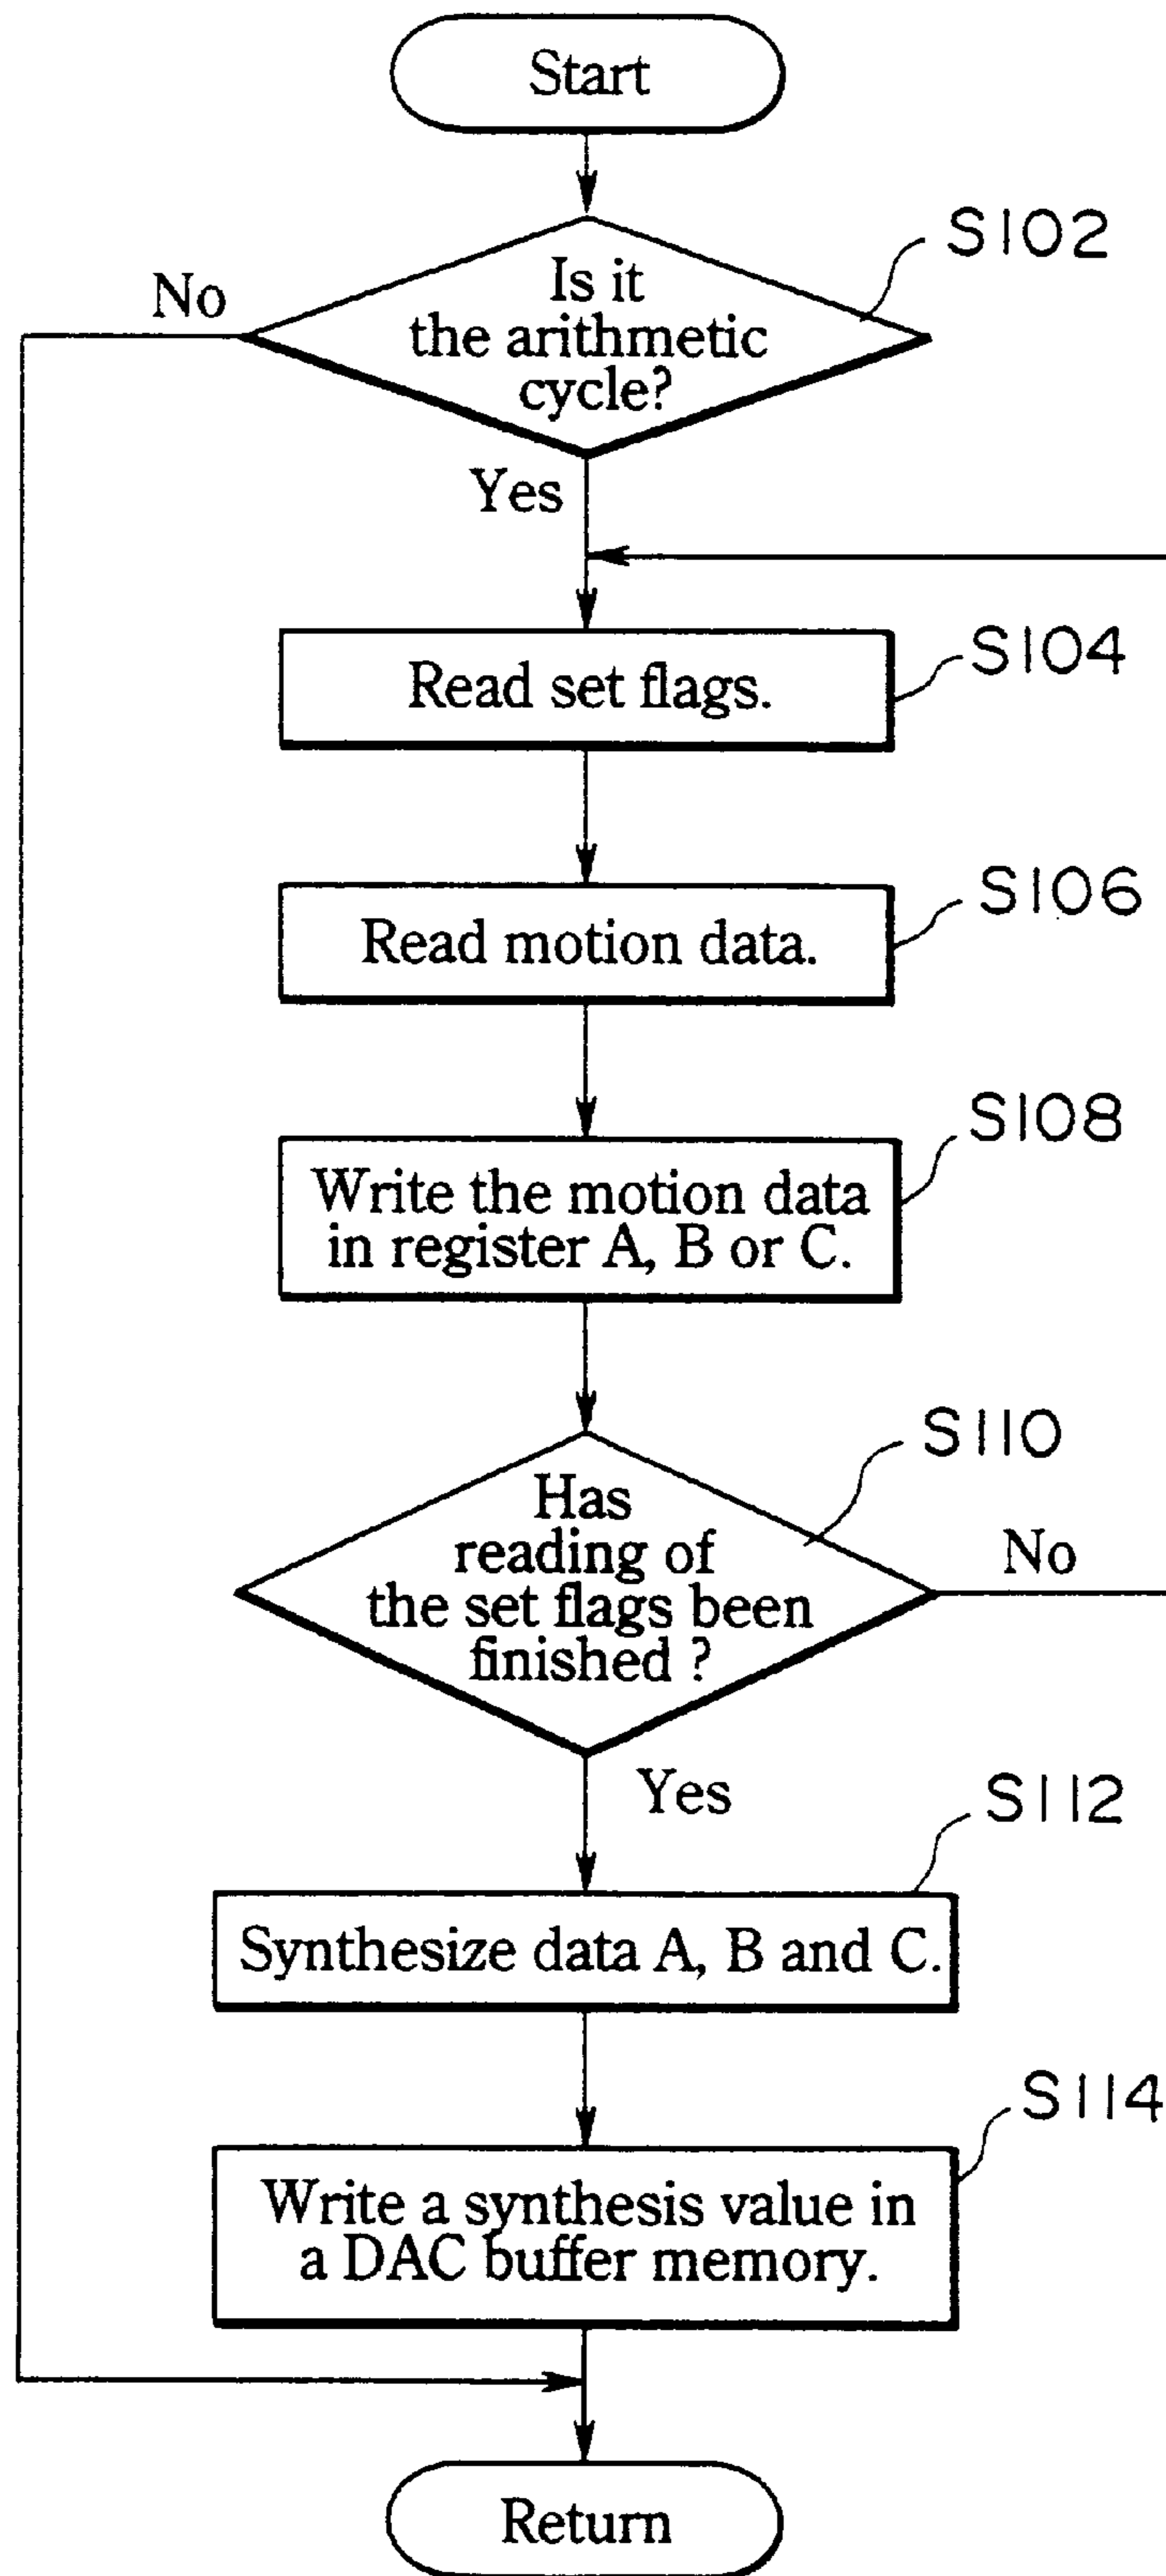 Start
S102
No
Is it
the arithmetic
cycle?
Yes
S104
Read set flags.
S106
Read motion data.
S108
Write the motion data
in register A, B or C.
S110
Has
reading of
the set flags been
finished ?
No
Yes
S112
Synthesize data A, B and C.
S114
Write a synthesis value in
a DAC buffer memory.
Return